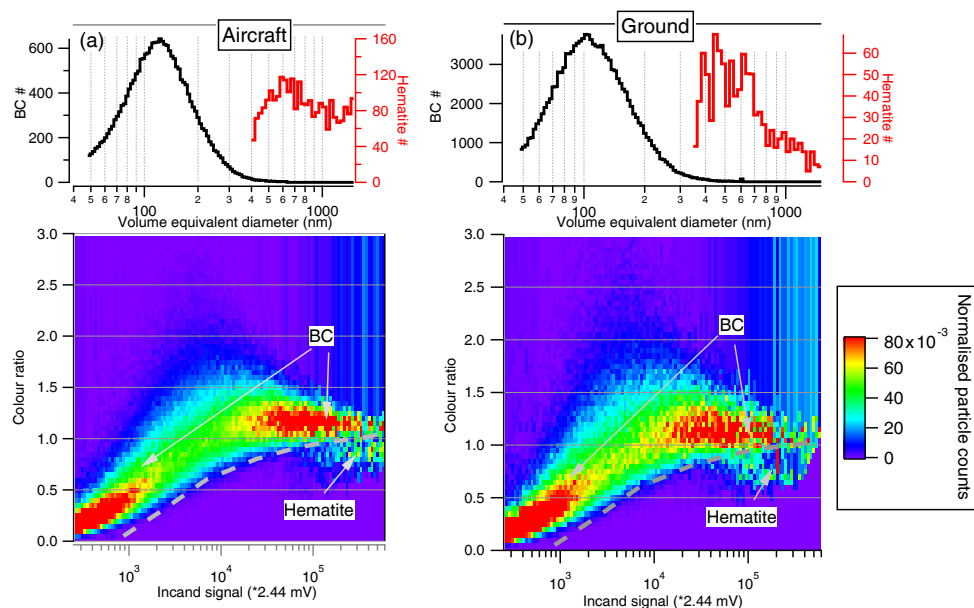 (a)
Aircraft
BC #
600
400
200
0
160
120
80
40
0
Hematite #
4 5 6 7 8 9 100 2 3 4 5 6 7 8 9 1000
Volume equivalent diameter (nm)
(b)
Ground
BC #
3000
2000
1000
0
60
50
40
30
20
10
0
Hematite #
4 5 6 7 8 9 100 2 3 4 5 6 7 8 9 1000
Volume equivalent diameter (nm)
Colour ratio
3.0
2.5
2.0
1.5
1.0
0.5
0.0
BC
Hematite
10³ 10⁴ 10⁵
Incand signal (*2.44 mV)
Colour ratio
3.0
2.5
2.0
1.5
1.0
0.5
0.0
BC
Hematite
10³ 10⁴ 10⁵
Incand signal (*2.44 mV)
80 x 10⁻³
60
40
20
0
Normalised particle counts